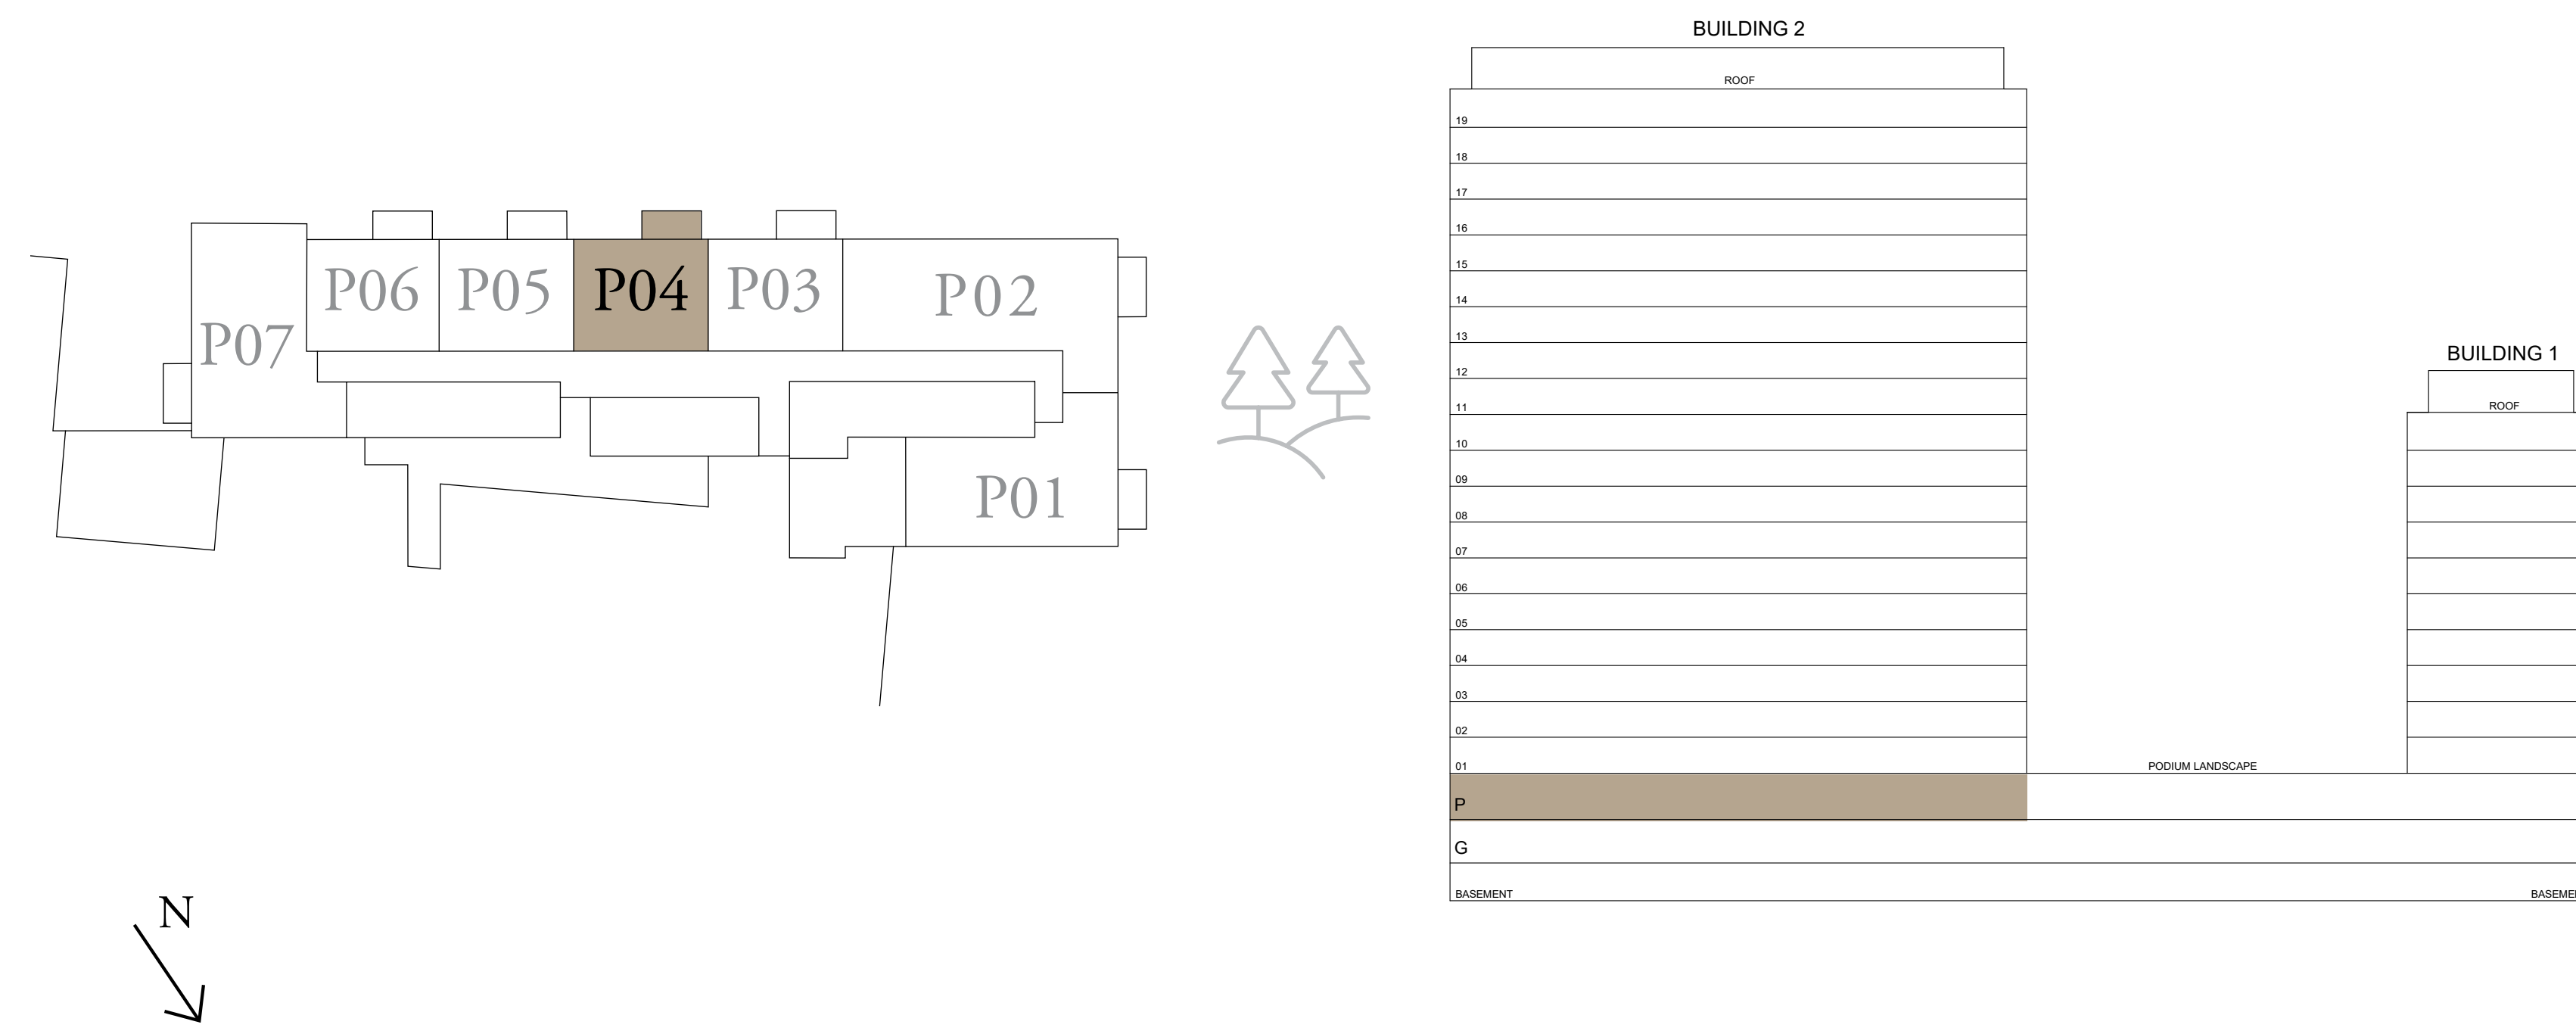 P07
P06
P05
P04
P03
P02
P01
N
BUILDING 2
ROOF
19
18
17
16
15
14
13
12
11
10
09
08
07
06
05
04
03
02
01
P
G
BASEMENT
PODIUM LANDSCAPE
BUILDING 1
ROOF